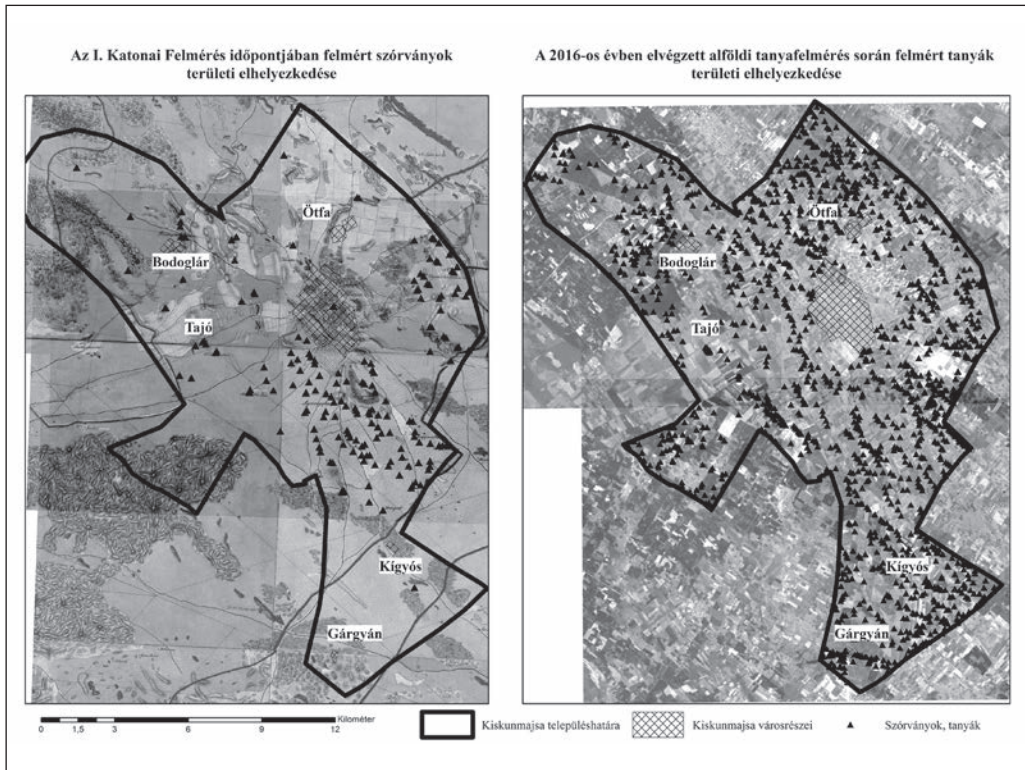 Az I. Katonai Felmérés időpontjában felmért szórványok
területi elhelyezkedése
Ötfa
Bodoglár
Tajó
Kígyós
Gárgyán
A 2016-os évben elvégzett alföldi tanyafelmérés során felmért tanyák
területi elhelyezkedése
Ötfa
Bodoglár
Tajó
Kígyós
Gárgyán
Kilométer
0 1,5 3 6 9 12
Kiskunmajsa településhatára
Kiskunmajsa városrészei
Szórványok, tanyák